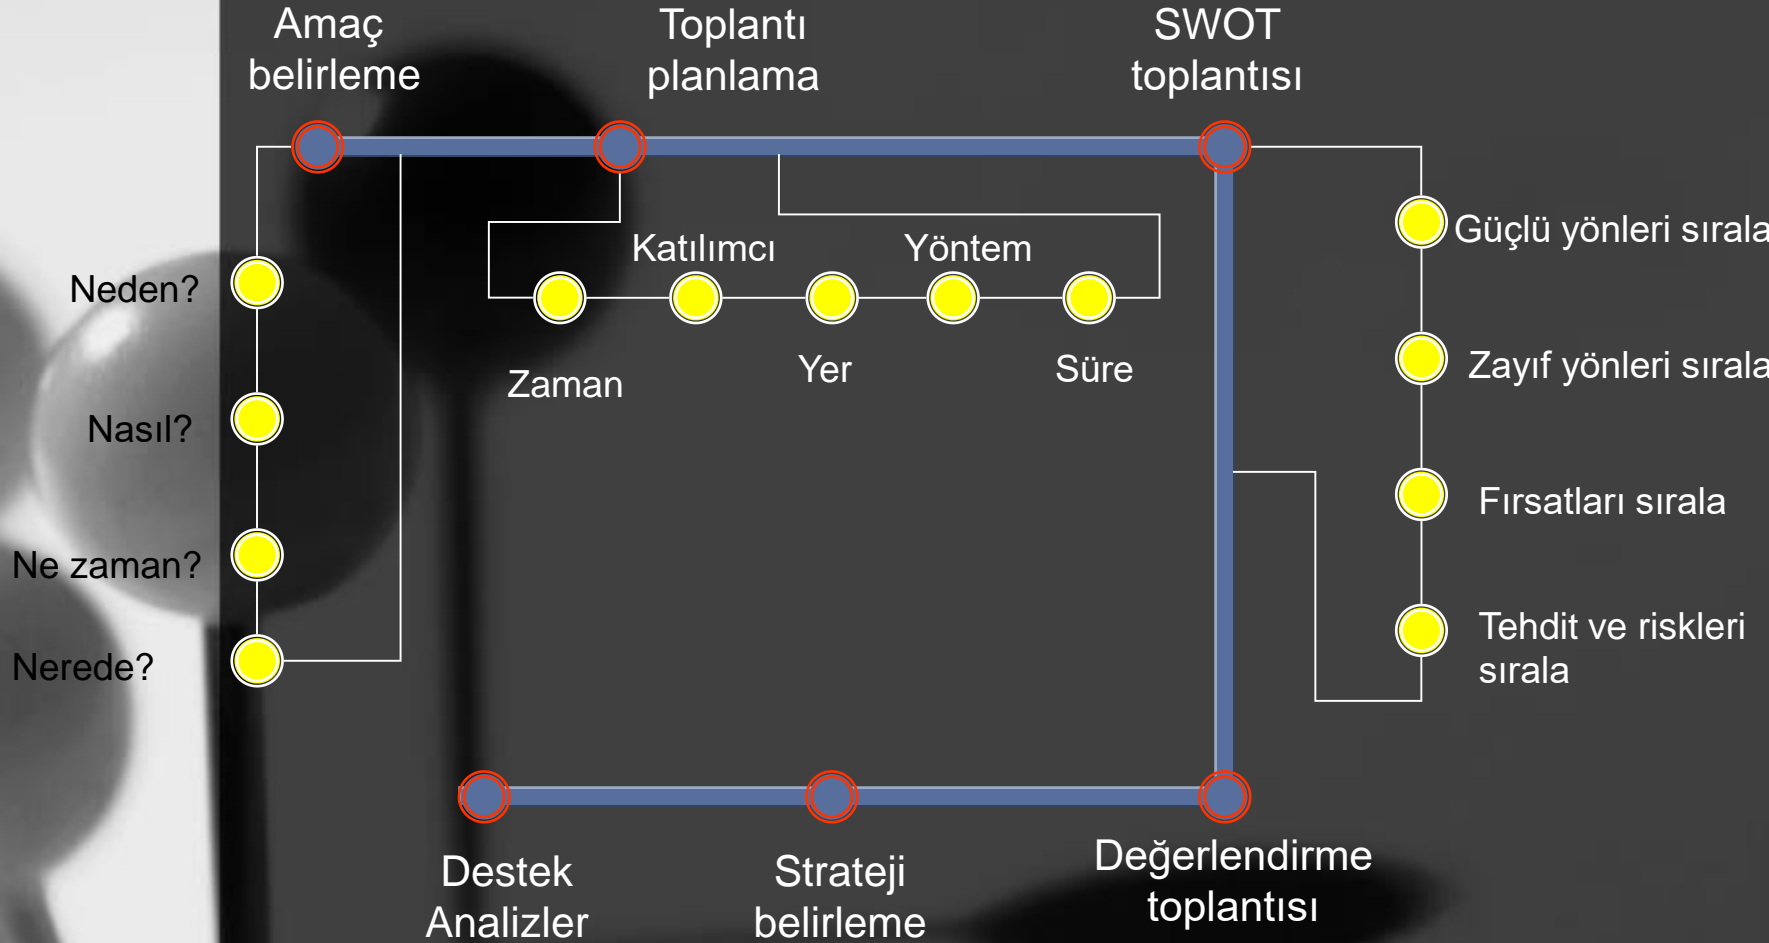 Amaç
belirleme
Toplantı
planlama
SWOT
toplantısı
Neden?
Nasıl?
Ne zaman?
Nerede?
Katılımcı
Yöntem
Zaman
Yer
Süre
Güçlü yönleri sırala
Zayıf yönleri sırala
Fırsatları sırala
Tehdit ve riskleri
sırala
Destek
Analizler
Strateji
belirleme
Değerlendirme
toplantısı